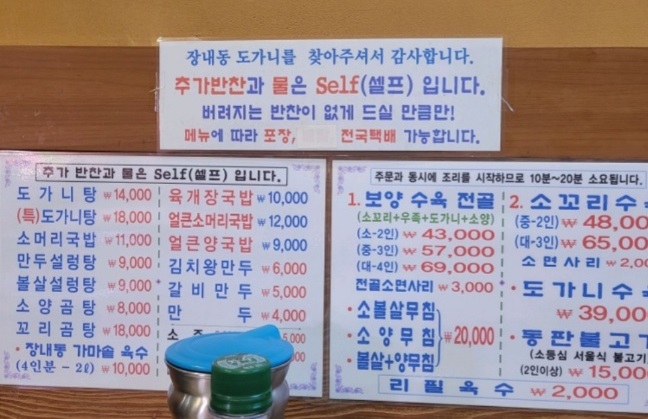 장내동 도가니를 찾아주셔서 감사합니다.
추가반찬과 물은 Self(셀프) 입니다.
버려지는 반찬이 없게 드실 만큼만!
메뉴에 따라 포장, 전국택배 가능합니다.
추가 반찬과 물은 Self(셀프) 입니다.
도가니탕 ₩14,000
(특)도가니탕 ₩18,000
소머리국밥 ₩11,000
만두설렁탕 ₩9,000
볼살설렁탕 ₩9,000
소양곰탕 ₩8,000
꼬리곰탕 ₩18,000
• 장내동 가마솥 육수
(4인분 - 2ℓ) ₩10,000
육개장국밥 ₩10,000
얼큰소머리국밥 ₩12,000
얼큰양국밥 ₩9,000
김치왕만두 ₩6,000
갈비만두 ₩5,000
만두 ₩4,000
소주
주문과 동시에 조리를 시작하므로 10분~20분 소요됩니다.
1. 보양 수육 전골
(소꼬리+우족+도가니+소양)
(소-2인) ₩43,000
(중-3인) ₩57,000
(대-4인) ₩69,000
전골소면사리 ₩3,000
• 소볼살무침
• 소양무침 ₩20,000
• 볼살+양무침
2. 소꼬리수
(중-2인) ₩48,00
(대-3인) ₩65,00
소면사리 ₩2,00
• 도가니수
₩39,00
• 동판불고기
(소등심 서울식 불고기
(2인이상) ₩15,00
리필육수 ₩2,000